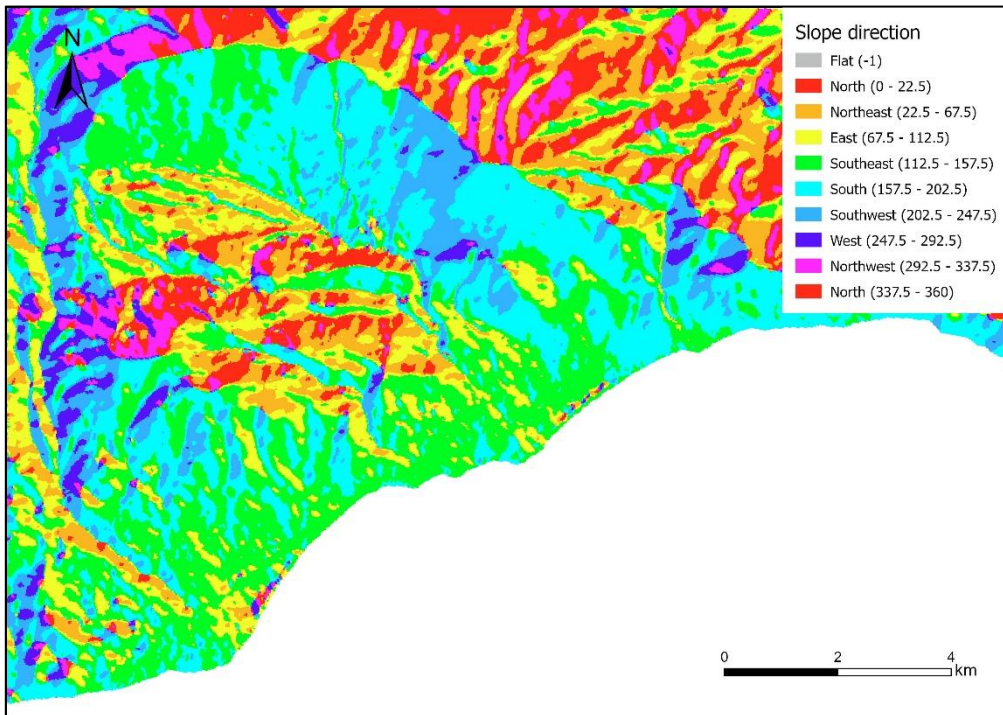 N
Slope direction
Flat (-1)
North (0 - 22.5)
Northeast (22.5 - 67.5)
East (67.5 - 112.5)
Southeast (112.5 - 157.5)
South (157.5 - 202.5)
Southwest (202.5 - 247.5)
West (247.5 - 292.5)
Northwest (292.5 - 337.5)
North (337.5 - 360)
0 2 4
km